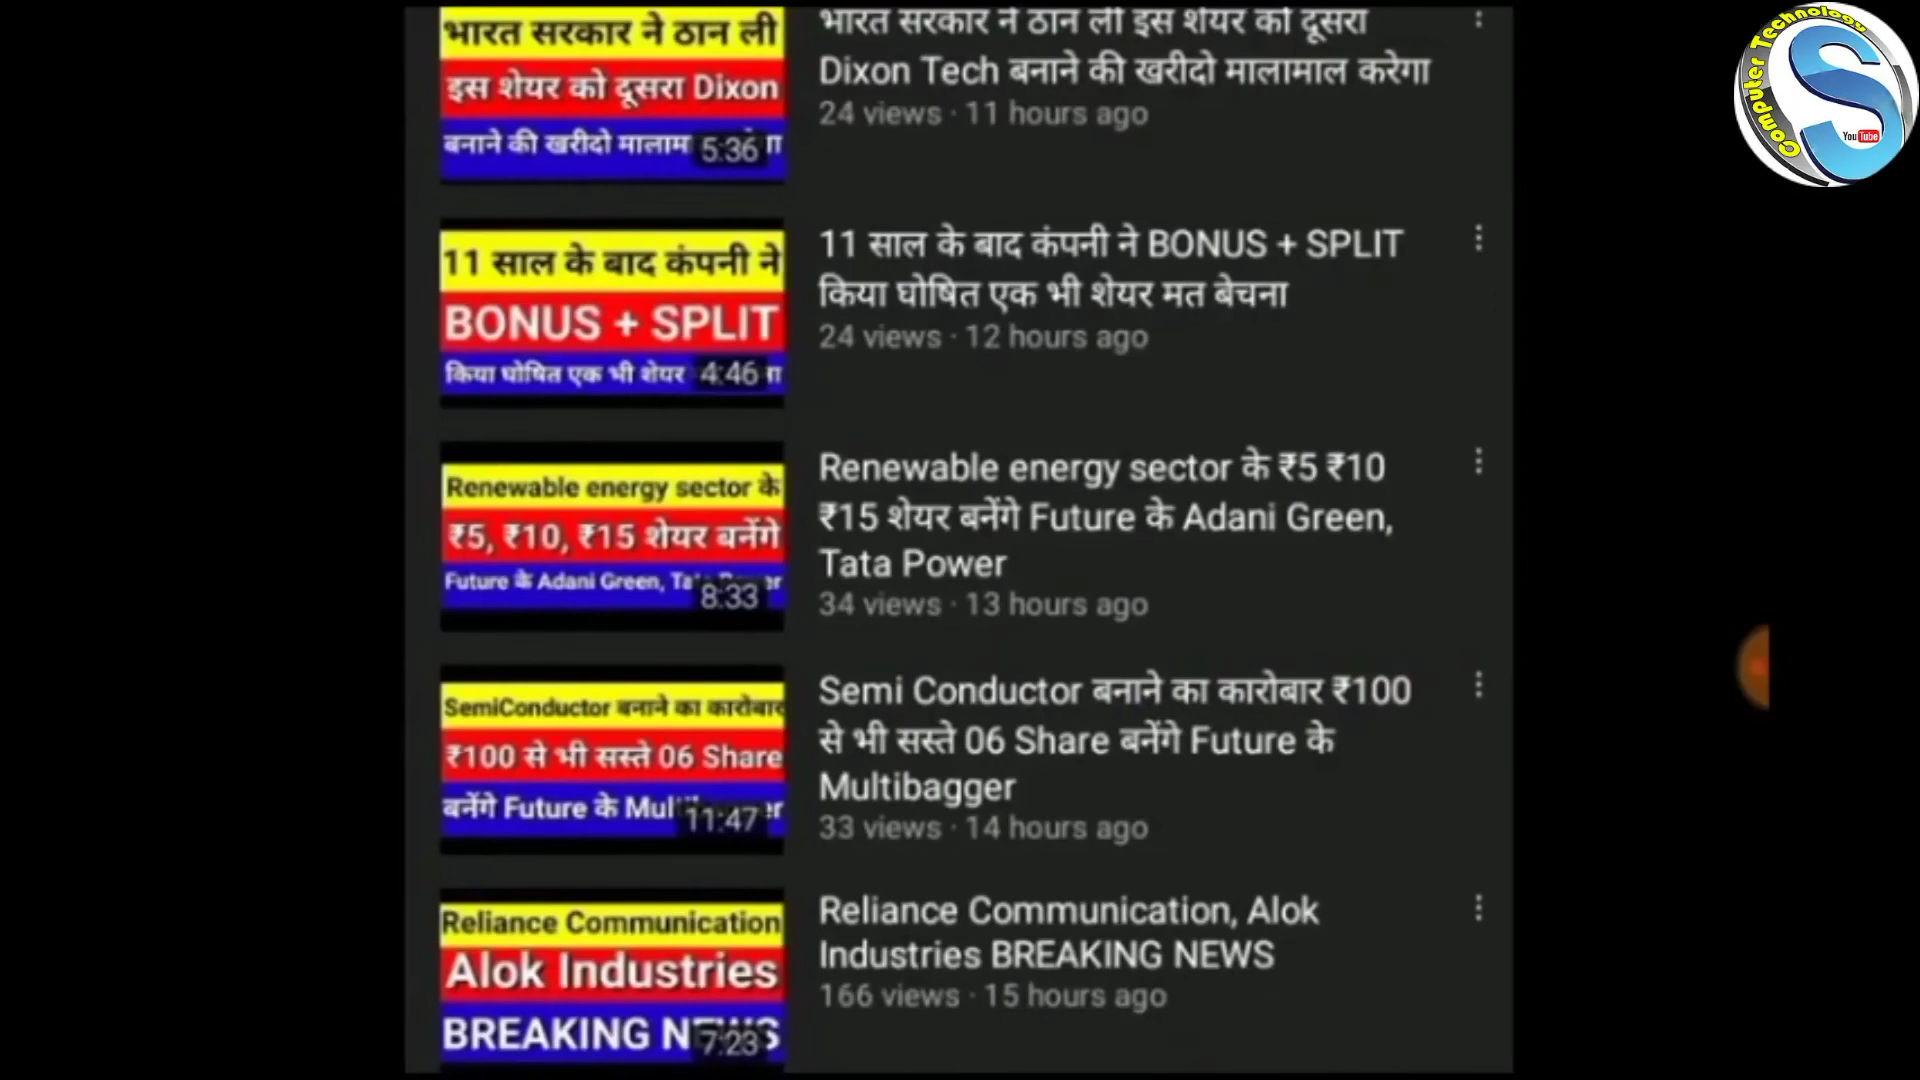 भारत सरकार ने ठान ली
इस शेयर को दूसरा Dixon
बनाने की खरीदो
5:36
भारत सरकार ने ठान ली इस शेयर को दूसरा
Dixon Tech बनाने की खरीदो मालामाल करेगा
24 views · 11 hours ago
11 साल के बाद कंपनी ने
BONUS + SPLIT
किया घोषित एक भी शेयर
4:46
11 साल के बाद कंपनी ने BONUS + SPLIT
किया घोषित एक भी शेयर मत बेचना
24 views · 12 hours ago
Renewable energy sector के
₹5, ₹10, ₹15 शेयर बनेंगे
Future के Adani Green,
8:33
Renewable energy sector के ₹5 ₹10
₹15 शेयर बनेंगे Future के Adani Green,
Tata Power
34 views · 13 hours ago
SemiConductor बनाने का कारोबार
₹100 से भी सस्ते 06 Share
बनेंगे Future के
11:47
Semi Conductor बनाने का कारोबार ₹100
से भी सस्ते 06 Share बनेंगे Future के
Multibagger
33 views · 14 hours ago
Reliance Communication
Alok Industries
BREAKING
7:23
Reliance Communication, Alok
Industries BREAKING NEWS
166 views · 15 hours ago
Computer Technology
S
YouTube